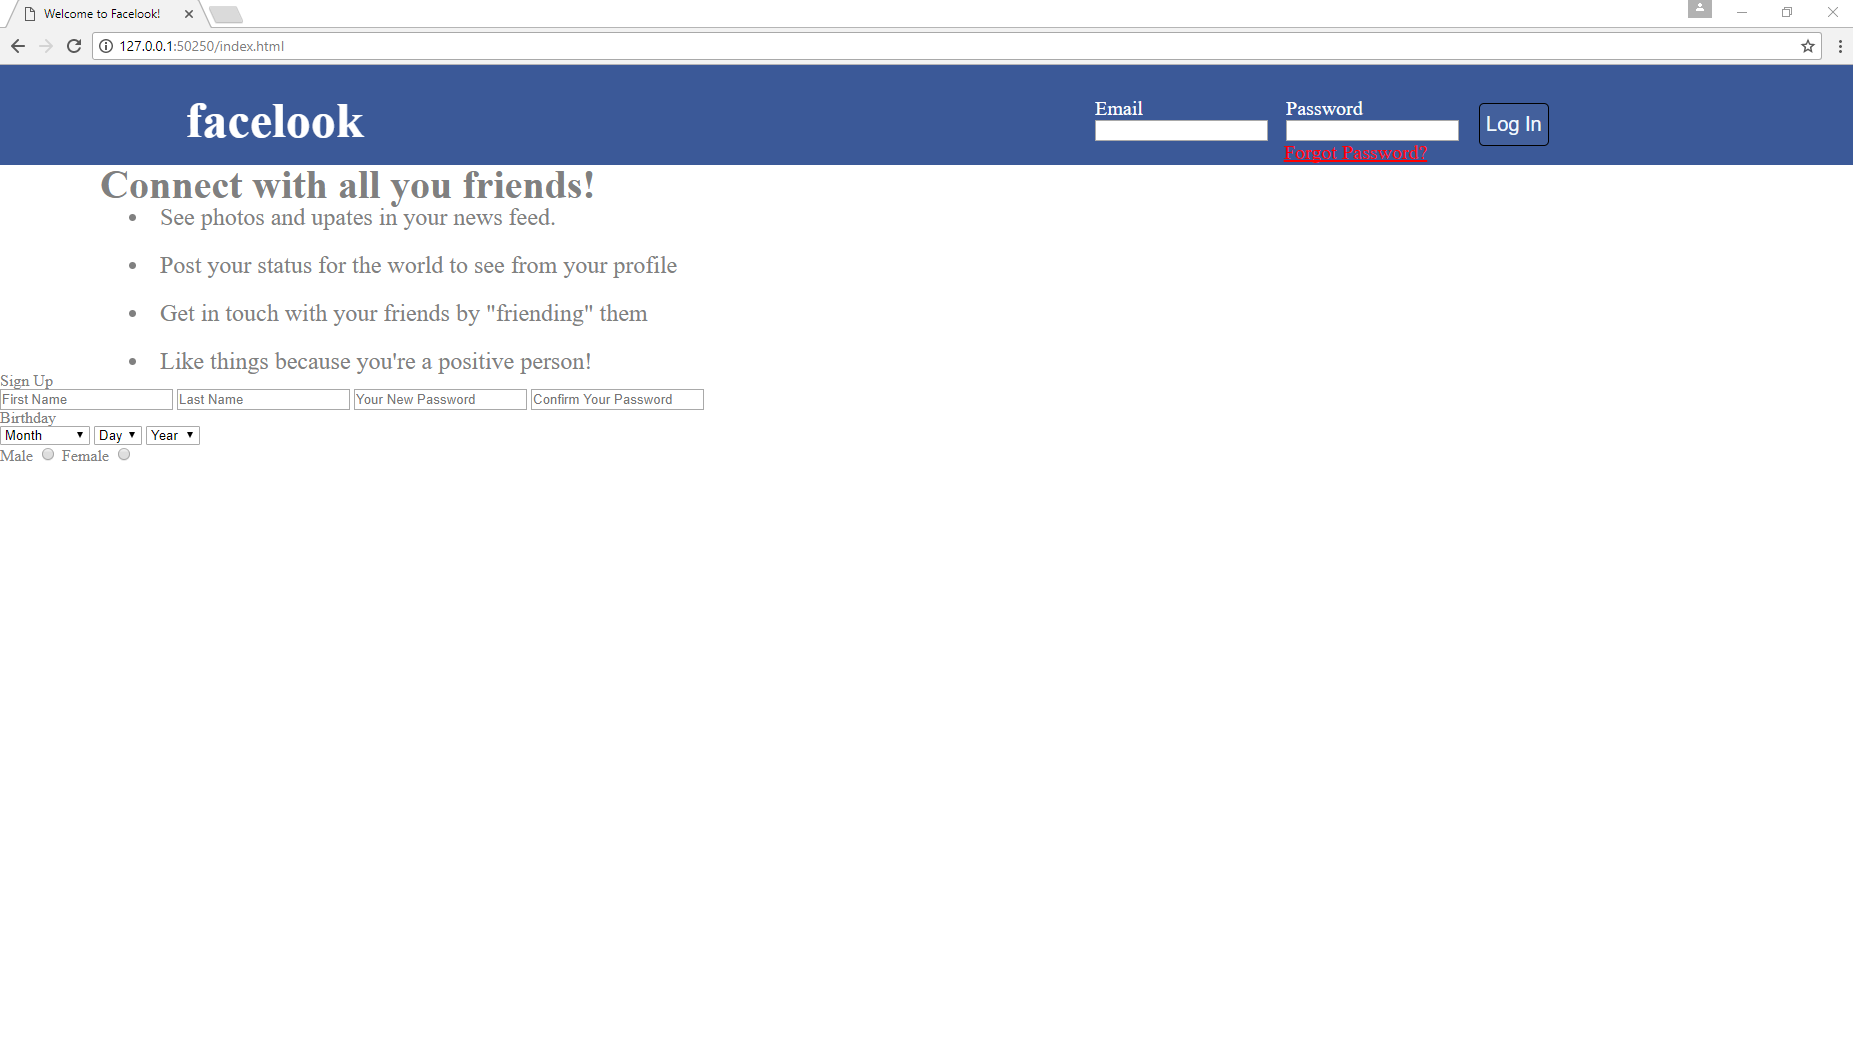 Welcome to Facelook!
127.0.0.1:50250/index.html
facelook
Email Password
Log In
Forgot Password?
Connect with all you friends!
• See photos and upates in your news feed.
• Post your status for the world to see from your profile
• Get in touch with your friends by "friending" them
• Like things because you're a positive person!
Sign Up
First Name Last Name Your New Password Confirm Your Password
Birthday
Month Day Year
Male Female